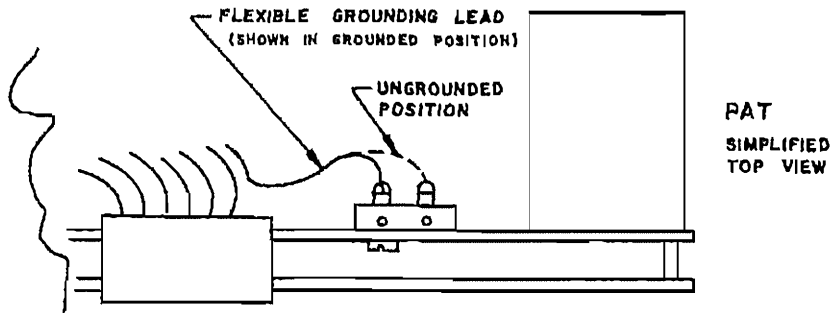 FLEXIBLE GROUNDING LEAD
(SHOWN IN GROUNDED POSITION)
UNGROUNDED
POSITION
PAT
SIMPLIFIED
TOP VIEW